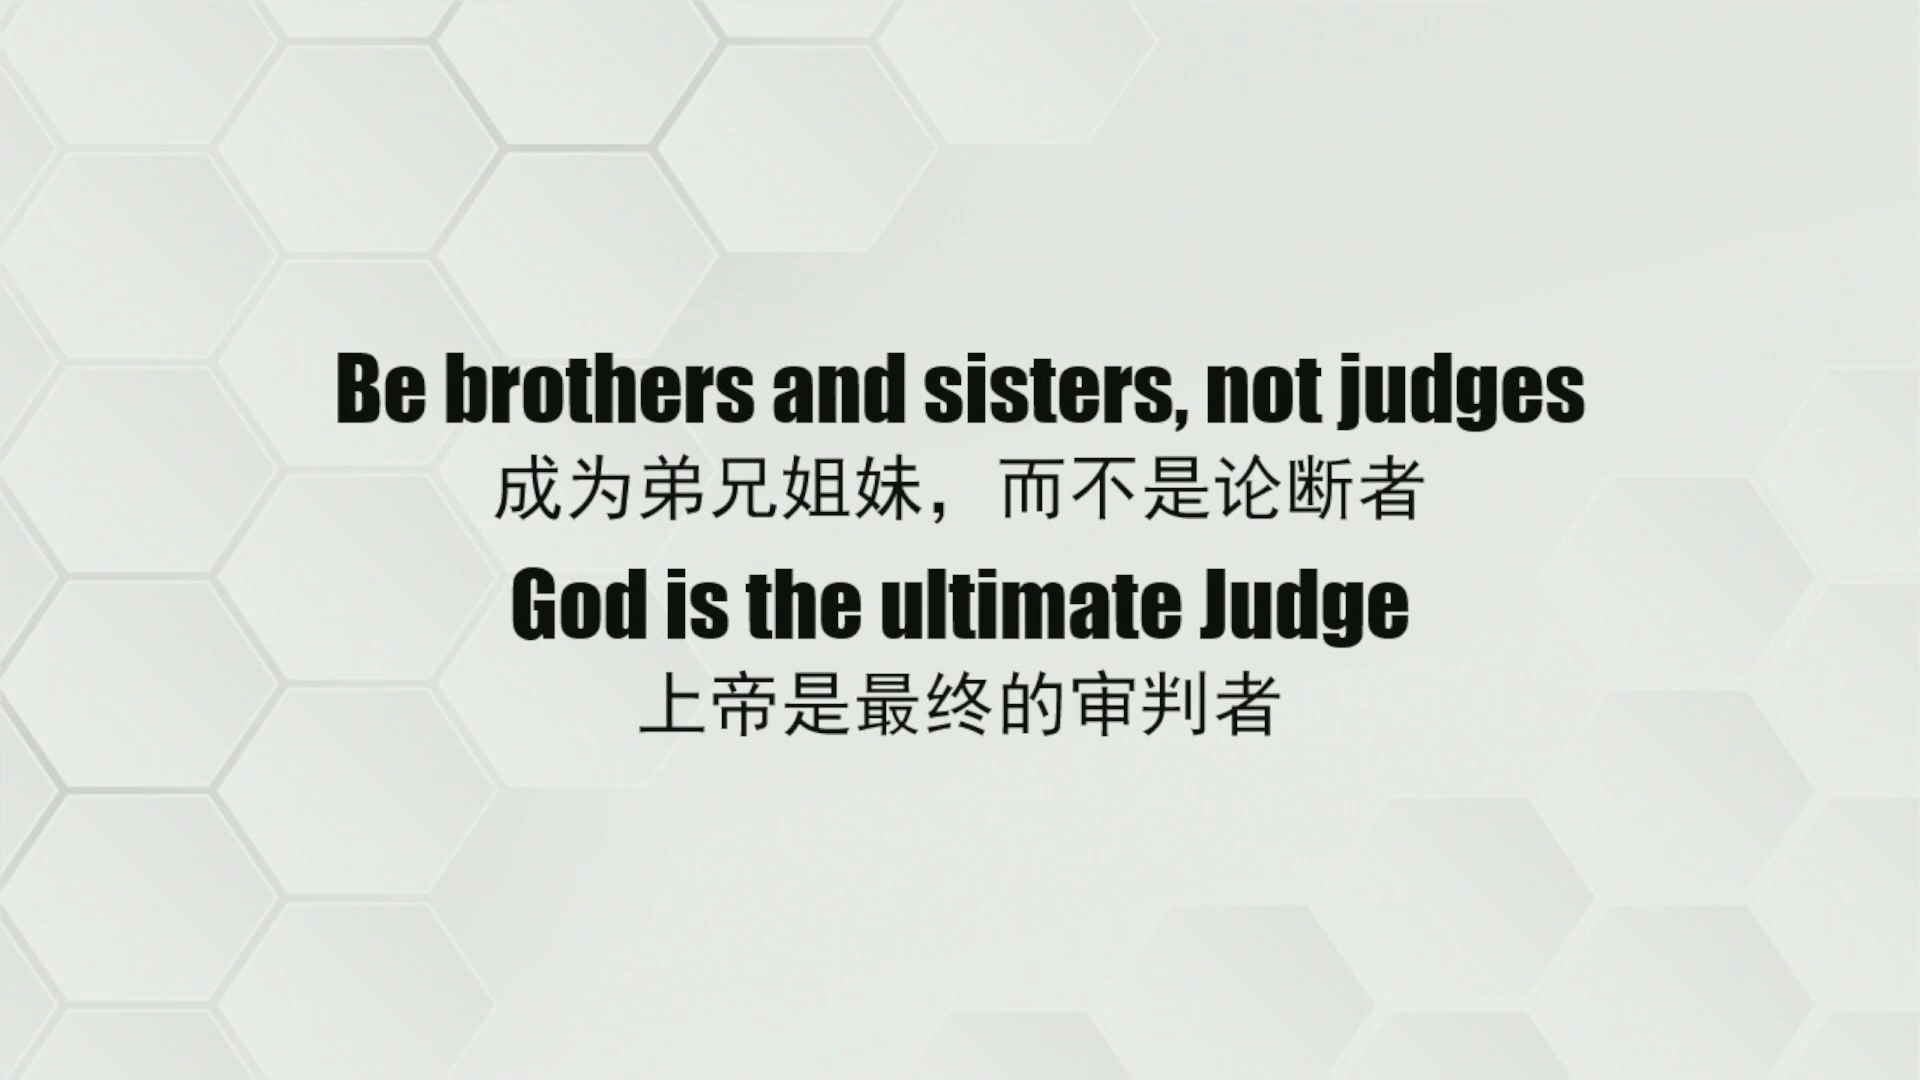 Be brothers and sisters, not judges
成为弟兄姐妹，而不是论断者
God is the ultimate Judge
上帝是最终的审判者